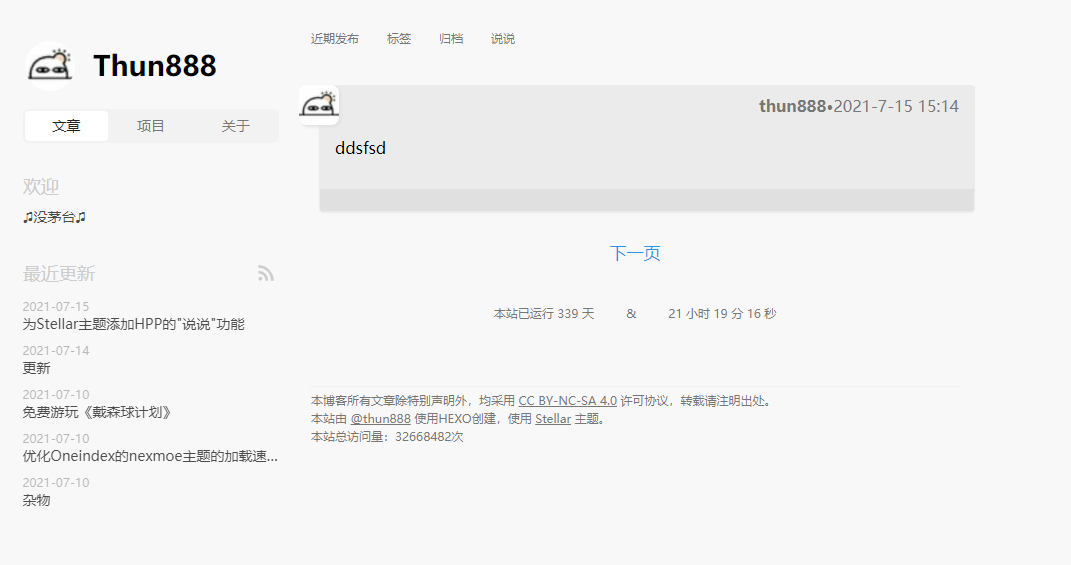 Thun888
文章 项目 关于
欢迎
♫没茅台♫
最近更新
2021-07-15
为Stellar主题添加HPP的"说说"功能
2021-07-14
更新
2021-07-10
免费游玩《戴森球计划》
2021-07-10
优化Oneindex的nexmoe主题的加载速...
2021-07-10
杂物
近期发布 标签 归档 说说
thun888•2021-7-15 15:14
ddsfsd
下一页
本站已运行 339 天 & 21 小时 19 分 16 秒
本博客所有文章除特别声明外，均采用 CC BY-NC-SA 4.0 许可协议，转载请注明出处。
本站由 @thun888 使用HEXO创建，使用 Stellar 主题。
本站总访问量：32668482次